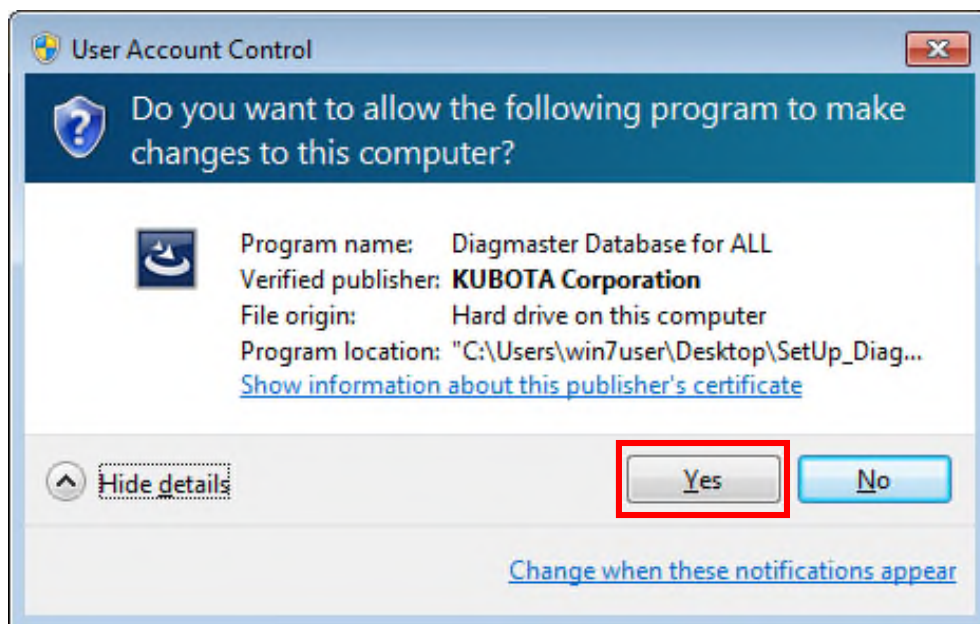 User Account Control
Do you want to allow the following program to make
changes to this computer?
Program name: Diagmaster Database for ALL
Verified publisher: KUBOTA Corporation
File origin: Hard drive on this computer
Program location: "C:\Users\win7user\Desktop\SetUp_Diag...
Show information about this publisher's certificate
Hide details Yes No
Change when these notifications appear